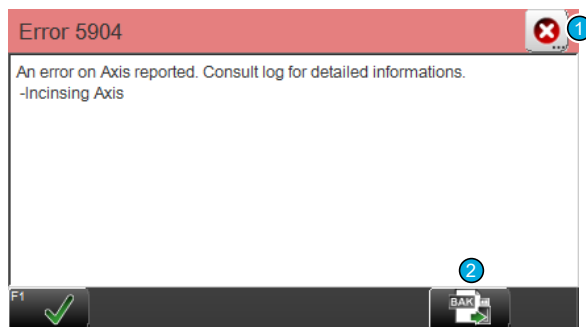 Error 5904
1
An error on Axis reported. Consult log for detailed informations.
-Incinsing Axis
2
F1
BAK